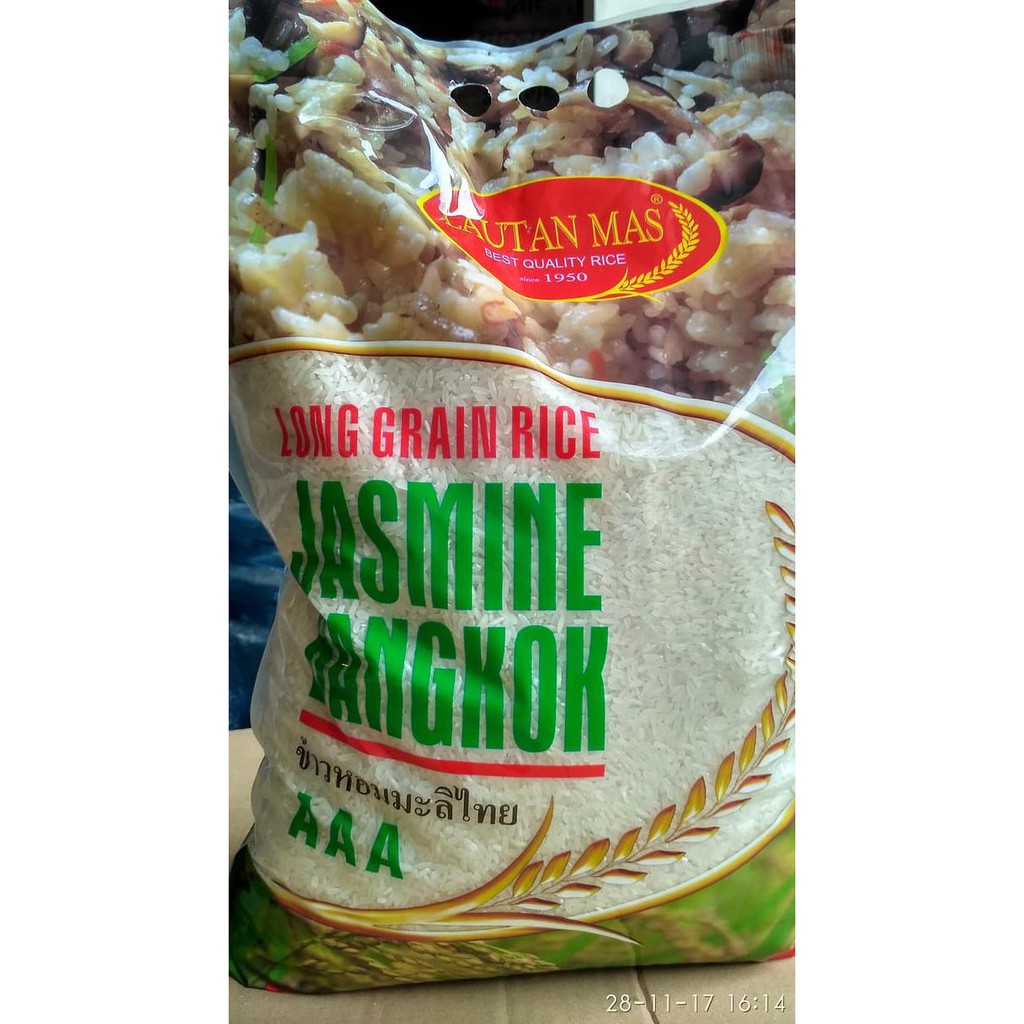 LAUTAN MAS®
BEST QUALITY RICE
since 1950
LONG GRAIN RICE
JASMINE
BANGKOK
ข้าวหอมมะลิไทย
AAA
28-11-17 16:14